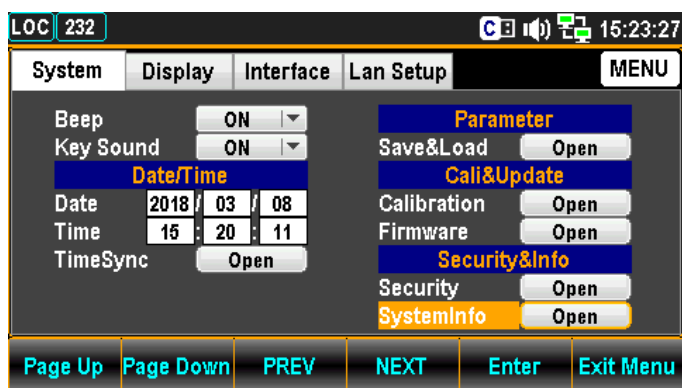 LOC 232 C 15:23:27
System Display Interface Lan Setup MENU
Beep ON
Key Sound ON
Date/Time
Date 2018 / 03 / 08
Time 15 : 20 : 11
TimeSync Open
Parameter
Save&Load Open
Cali&Update
Calibration Open
Firmware Open
Security&Info
Security Open
SystemInfo Open
Page Up Page Down PREV NEXT Enter Exit Menu